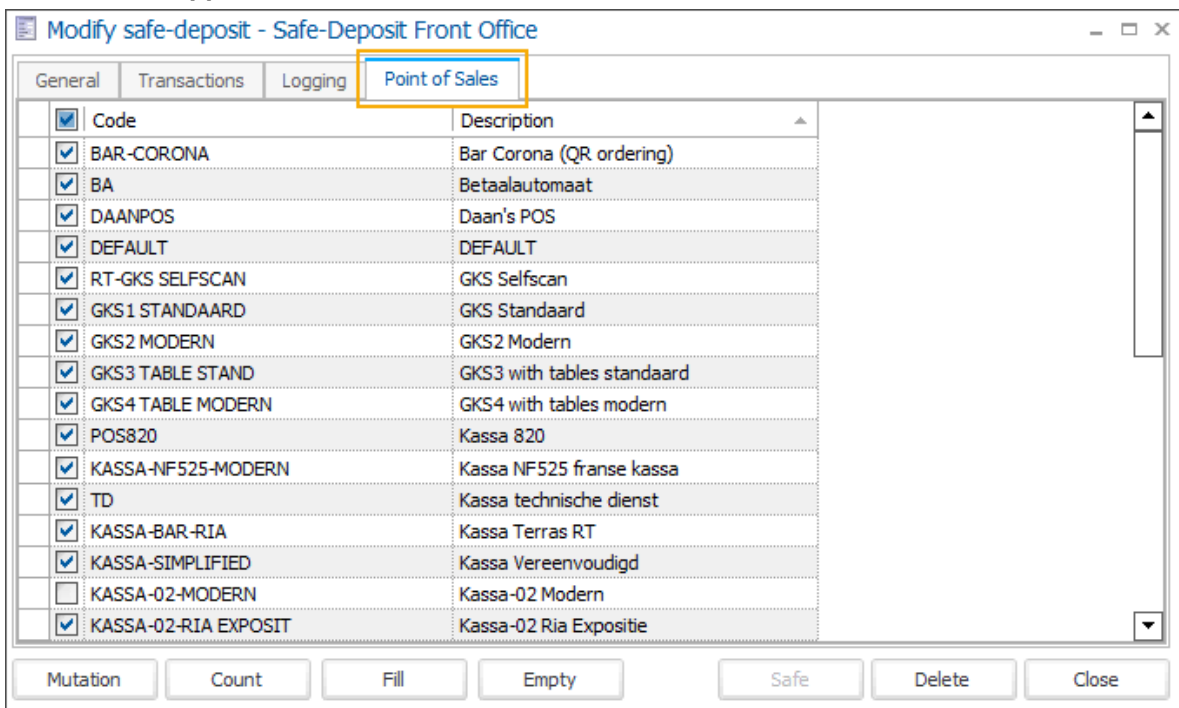 Modify safe-deposit - Safe-Deposit Front Office
General Transactions Logging Point of Sales
Code Description
BAR-CORONA Bar Corona (QR ordering)
BA Betaalautomaat
DAANPOS Daan's POS
DEFAULT DEFAULT
RT-GKS SELFSCAN GKS Selfscan
GKS1 STANDAARD GKS Standaard
GKS2 MODERN GKS2 Modern
GKS3 TABLE STAND GKS3 with tables standaard
GKS4 TABLE MODERN GKS4 with tables modern
POS820 Kassa 820
KASSA-NF525-MODERN Kassa NF525 franse kassa
TD Kassa technische dienst
KASSA-BAR-RIA Kassa Terras RT
KASSA-SIMPLIFIED Kassa Vereenvoudigd
KASSA-02-MODERN Kassa-02 Modern
KASSA-02-RIA EXPOSIT Kassa-02 Ria Expositie
Mutation Count Fill Empty Safe Delete Close